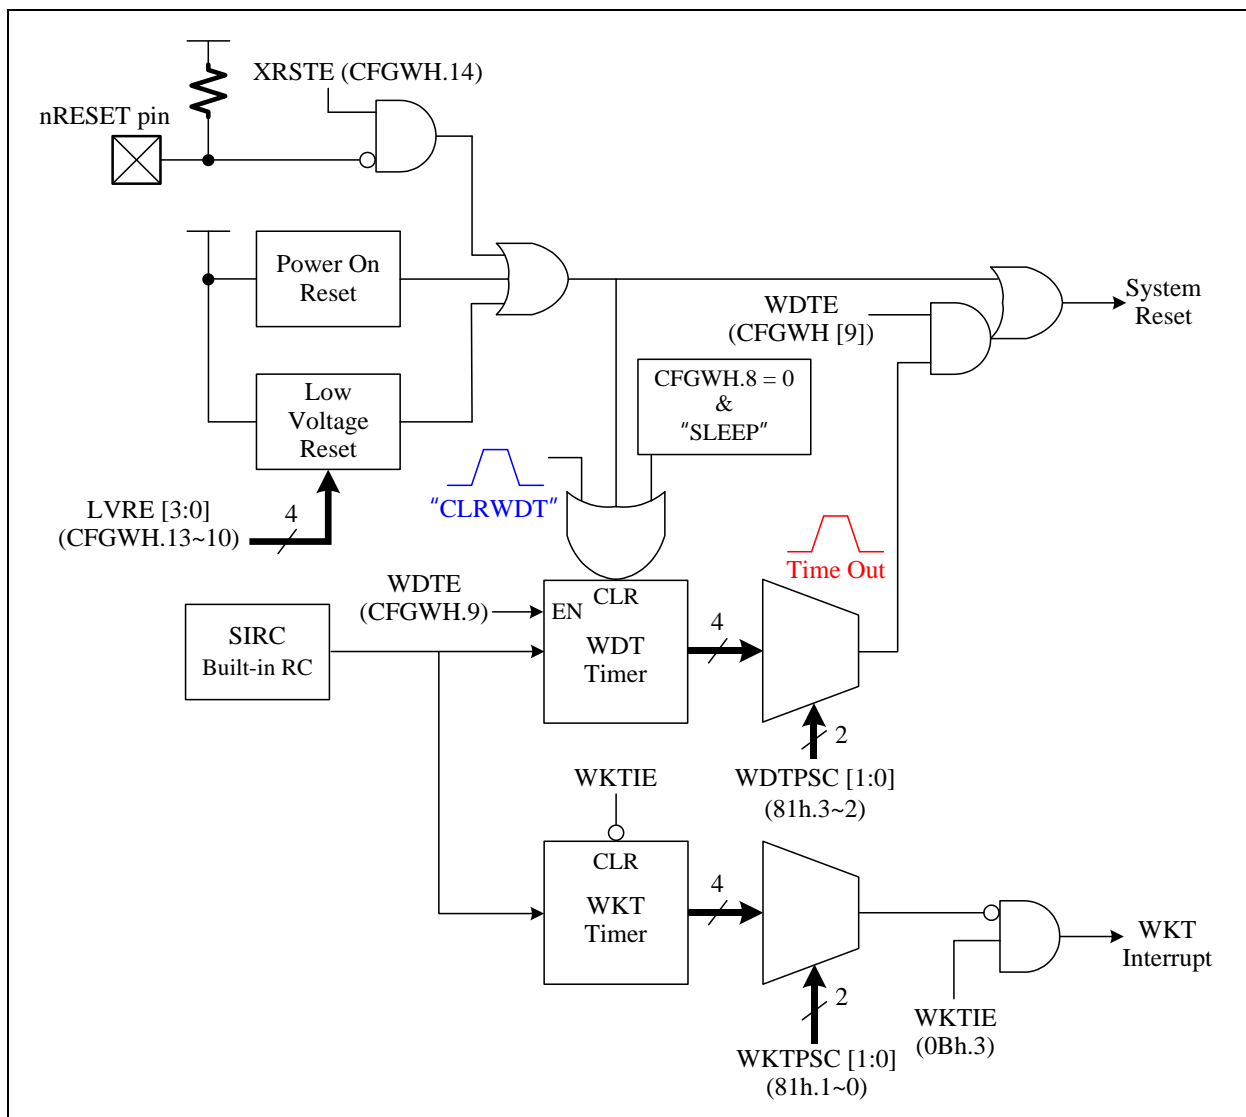 XRSTE (CFGWH.14)
nRESET pin
Power On
Reset
WDTE
(CFGWH [9])
System
Reset
Low
Voltage
Reset
CFGWH.8 = 0
&
"SLEEP"
"CLRWDT"
LVRE [3:0]
(CFGWH.13~10)
4
Time Out
WDTE
(CFGWH.9)
CLR
EN
WDT
Timer
4
SIRC
Built-in RC
2
WDTPSC [1:0]
(81h.3~2)
WKTIE
CLR
WKT
Timer
4
WKT
Interrupt
2
WKTIE
(0Bh.3)
WKTPSC [1:0]
(81h.1~0)